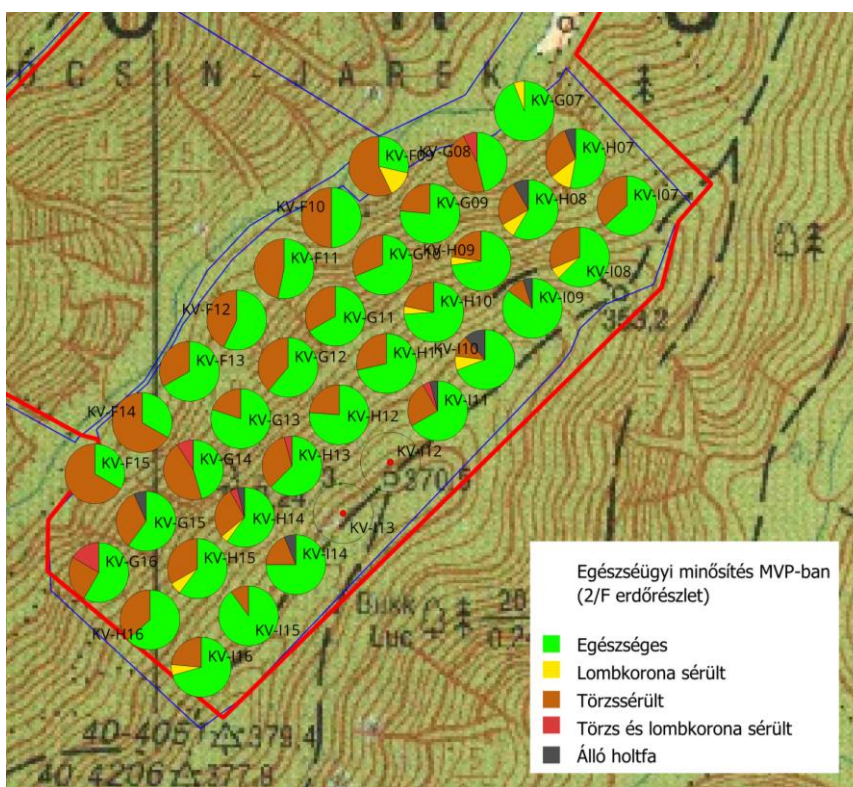 OGSIN-JAREK
KV-G07
KV-F09
KV-G08
KV-H07
KV-F10
KV-G09
KV-H08
KV-I07
KV-F11
KV-G10
KV-H09
KV-I08
KV-F12
KV-G11
KV-H10
KV-I09
353,2
KV-F13
KV-G12
KV-H11
KV-I10
KV-F14
KV-G13
KV-H12
KV-I11
KV-F15
KV-G14
KV-H13
KV-I12
370,5
KV-G15
KV-H14
KV-I13
KV-G16
KV-H15
KV-I14
KV-H16
KV-I15
Bükk
Luc
KV-I16
40-4051 379.4
40 4206 377,8
Egészségügyi minősítés MVP-ban
(2/F erdőrészlet)
Egészséges
Lombkorona sérült
Törzssérült
Törzs és lombkorona sérült
Álló holtfa